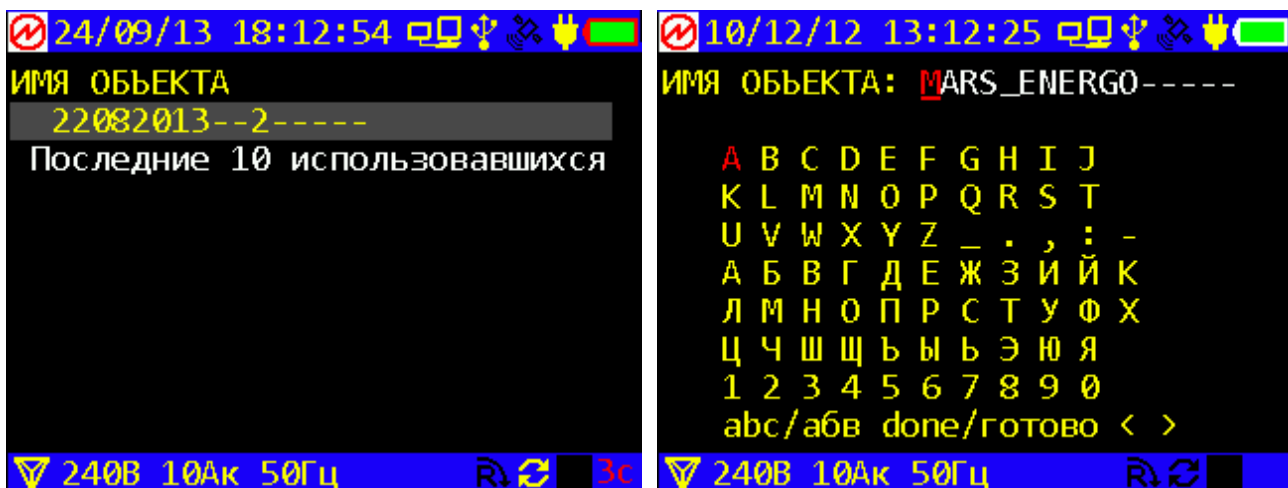 24/09/13 18:12:54
ИМЯ ОБЬЕКТА
22082013--2-----
Последние 10 использовавшихся
240В 10Ак 50Гц
3с
10/12/12 13:12:25
ИМЯ ОБЬЕКТА: MARS_ENERGO-----
A B C D E F G H I J
K L M N O P Q R S T
U V W X Y Z _ . , : -
А Б В Г Д Е Ж З И Й К
Л М Н О П Р С Т У Ф Х
Ц Ч Ш Щ Ъ Ы Ь Э Ю Я
1 2 3 4 5 6 7 8 9 0
abc/абв done/готово < >
240В 10Ак 50Гц